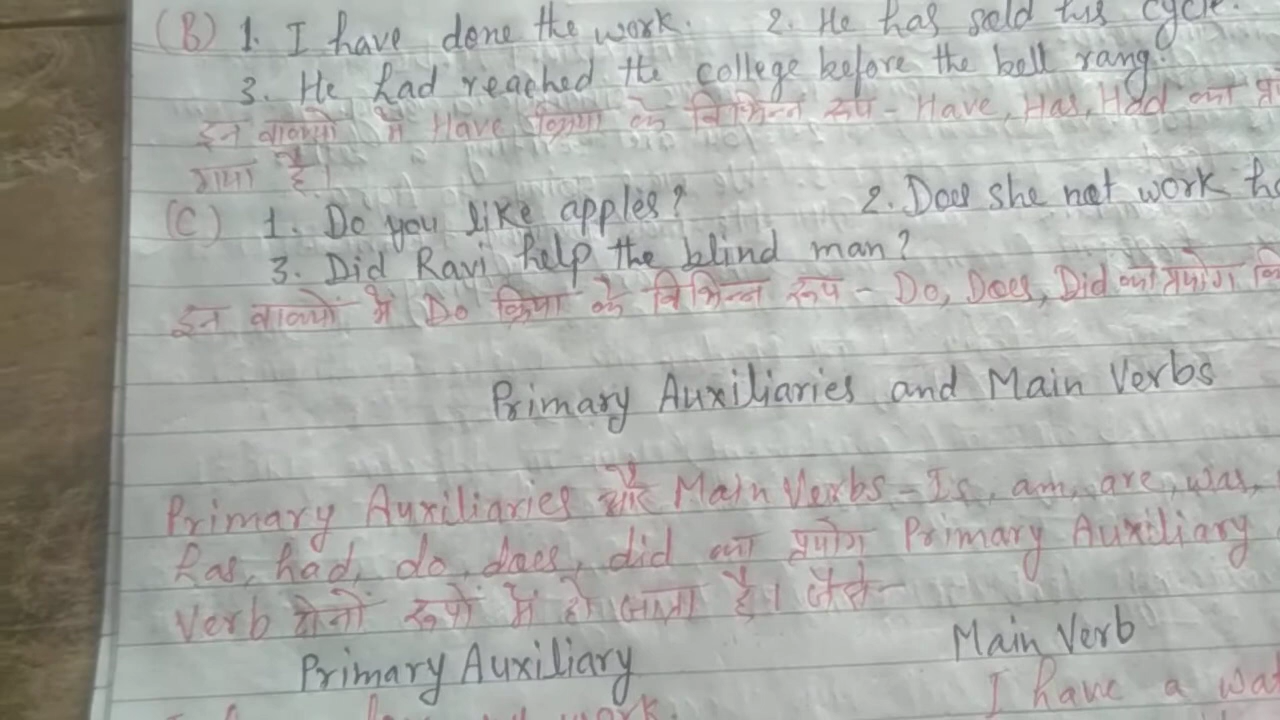 (B) 1. I have done the work. 2. He has sold his cycle.
3. He had reached the college before the bell rang.
इन वाक्यों में Have क्रिया के विभिन्न रूप - Have, Has, Had का
गया है।
(C) 1. Do you like apples? 2. Does she not work
3. Did Ravi help the blind man?
इन वाक्यों में Do क्रिया के विभिन्न रूप - Do, Does, Did का प्रयोग
Primary Auxiliaries and Main Verbs
Primary Auxiliaries और Main Verbs - Is, am, are, was,
has, had, do, does, did का प्रयोग Primary Auxiliary
Verb दोनों रूपों में हो जाता है। जैसे-
Primary Auxiliary Main Verb
I have a
work.